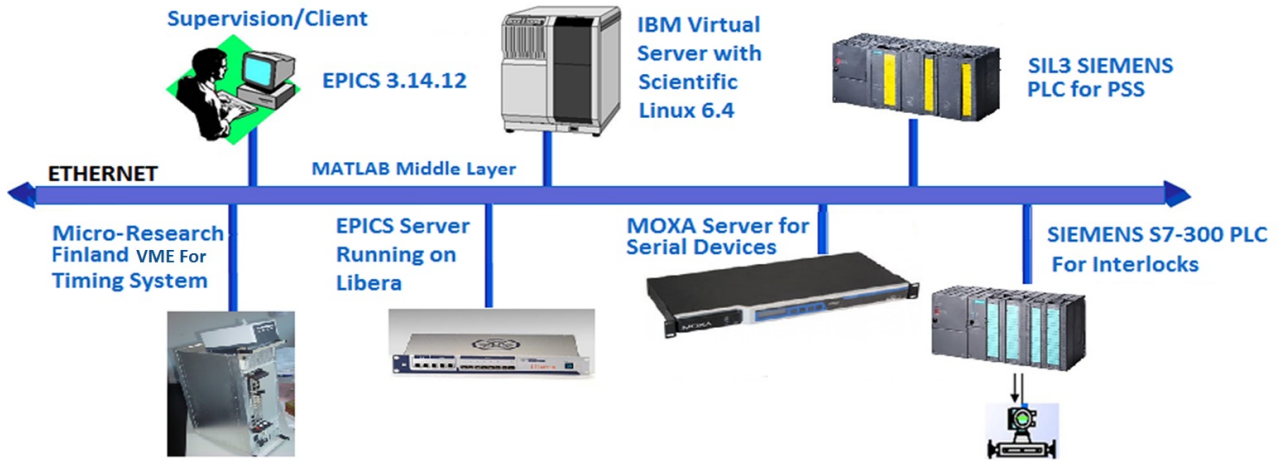 Supervision/Client
EPICS 3.14.12
IBM Virtual
Server with
Scientific
Linux 6.4
SIL3 SIEMENS
PLC for PSS
ETHERNET
MATLAB Middle Layer
Micro-Research
Finland VME For
Timing System
EPICS Server
Running on
Libera
MOXA Server for
Serial Devices
MOXA
SIEMENS S7-300 PLC
For Interlocks